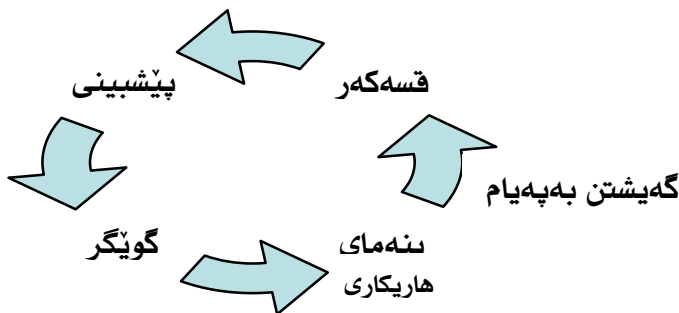 قسەکەر
پێشبینی
گەیشتن بەپەیام
گوێگر
بنەمای
هاریکاری